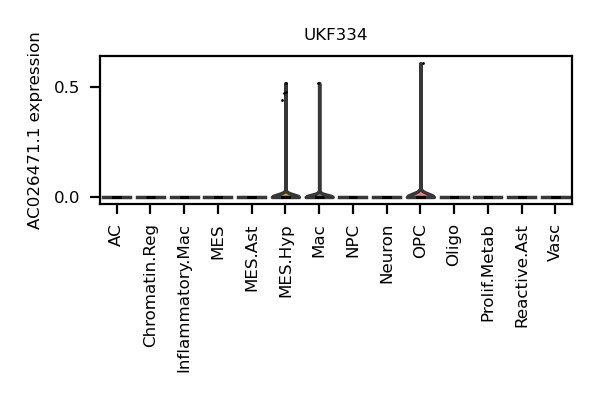 UKF334
AC026471.1 expression
0.5
0.0
AC
Chromatin.Reg
Inflammatory.Mac
MES
MES.Ast
MES.Hyp
Mac
NPC
Neuron
OPC
Oligo
Prolif.Metab
Reactive.Ast
Vasc